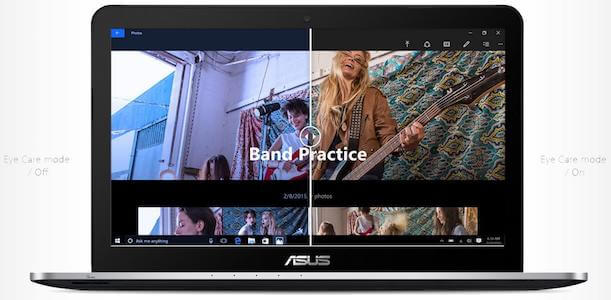 Photos
Eye Care mode
/ Off
Band Practice
Eye Care mode
/ On
2/8/2015
photos
Ask me anything
ASUS